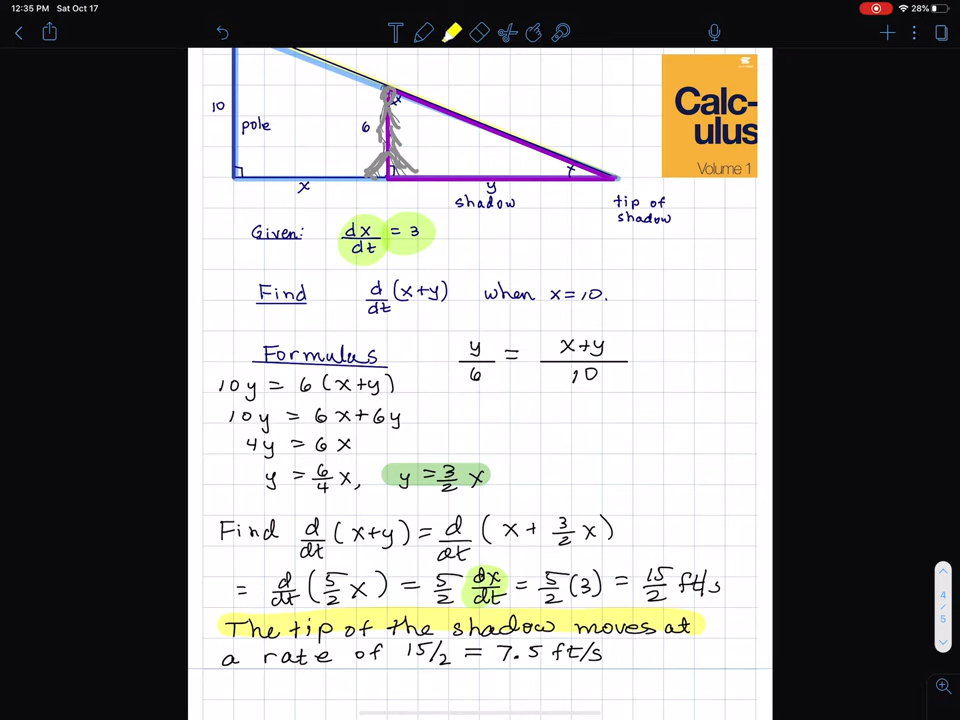 12:35 PM Sat Oct 17
28%
10
pole
6
x
x
y
shadow
tip of
shadow
Calc-
ulus
Volume 1
Given: dx/dt = 3
Find d/dt (x+y) when x=10.
Formulas y/6 = x+y/10
10y = 6(x+y)
10y = 6x+6y
4y = 6x
y = 6/4 x, y = 3/2 x
Find d/dt (x+y) = d/dt (x + 3/2 x)
= d/dt (5/2 x) = 5/2 dx/dt = 5/2 (3) = 15/2 ft/s
The tip of the shadow moves at
a rate of 15/2 = 7.5 ft/s
4
/
5